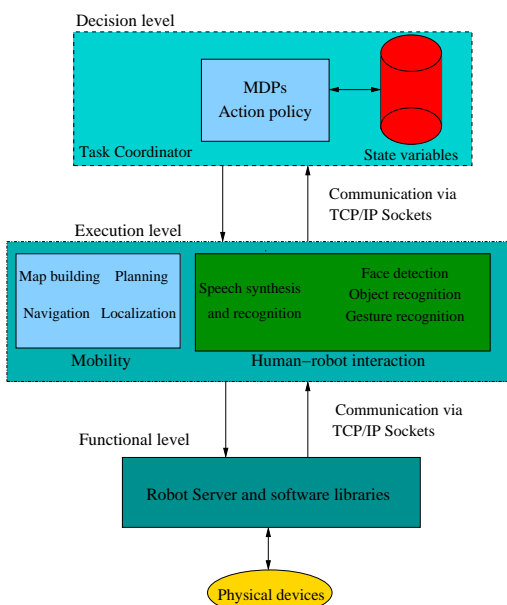 Decision level
MDPs
Action policy
Task Coordinator
State variables
Communication via
TCP/IP Sockets
Execution level
Map building
Planning
Navigation
Localization
Mobility
Speech synthesis
and recognition
Face detection
Object recognition
Gesture recognition
Human−robot interaction
Communication via
TCP/IP Sockets
Functional level
Robot Server and software libraries
Physical devices